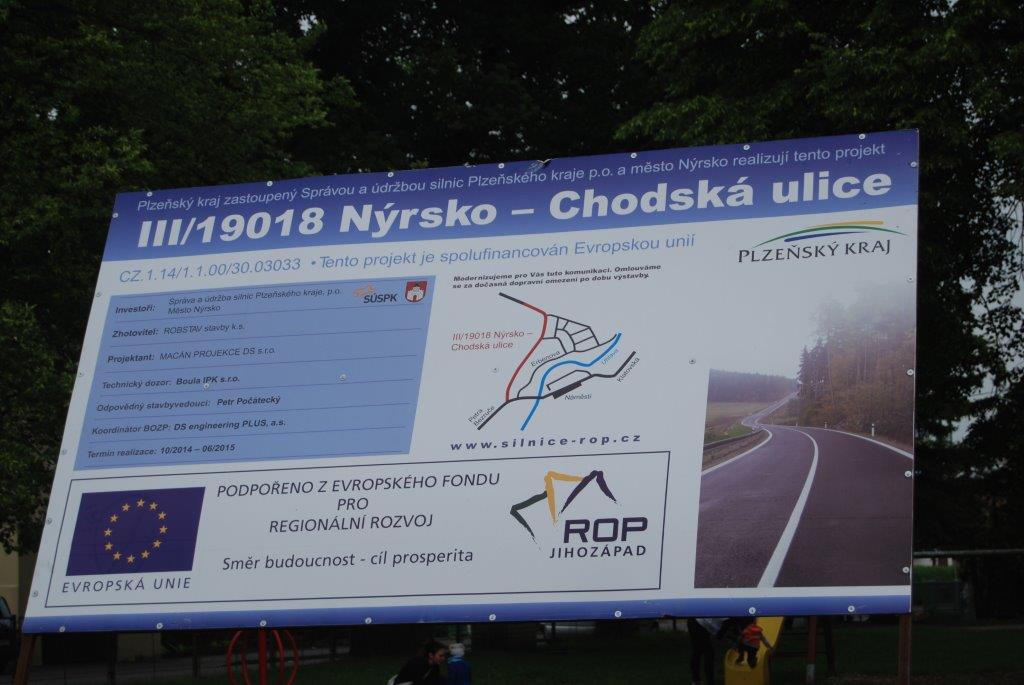 Plzeňský kraj zastoupený Správou a údržbou silnic Plzeňského kraje p.o. a město Nýrsko realizují tento projekt
III/19018 Nýrsko – Chodská ulice
CZ.1.14/1.1.00/30.03033 • Tento projekt je spolufinancován Evropskou unií
PLZEŇSKÝ KRAJ
Investoři: Správa a údržba silnic Plzeňského kraje, p.o.
Město Nýrsko
SÚSPK
Zhotovitel: ROBSTAV stavby k.s.
Projektant: MACÁN PROJEKCE DS s.r.o.
Technický dozor: Boula IPK s.r.o.
Odpovědný stavbyvedoucí: Petr Počátecký
Koordinátor BOZP: DS engineering PLUS, a.s.
Termín realizace: 10/2014 – 06/2015
Modernizujeme pro Vás tuto komunikaci. Omlouváme
se za dočasná dopravní omezení po dobu výstavby.
III/19018 Nýrsko –
Chodská ulice
Erbenova
Úhlava
Klatovská
Náměstí
Petra
Bezruče
www.silnice-rop.cz
EVROPSKÁ UNIE
PODPOŘENO Z EVROPSKÉHO FONDU
PRO
REGIONÁLNÍ ROZVOJ
Směr budoucnost - cíl prosperita
ROP
JIHOZÁPAD